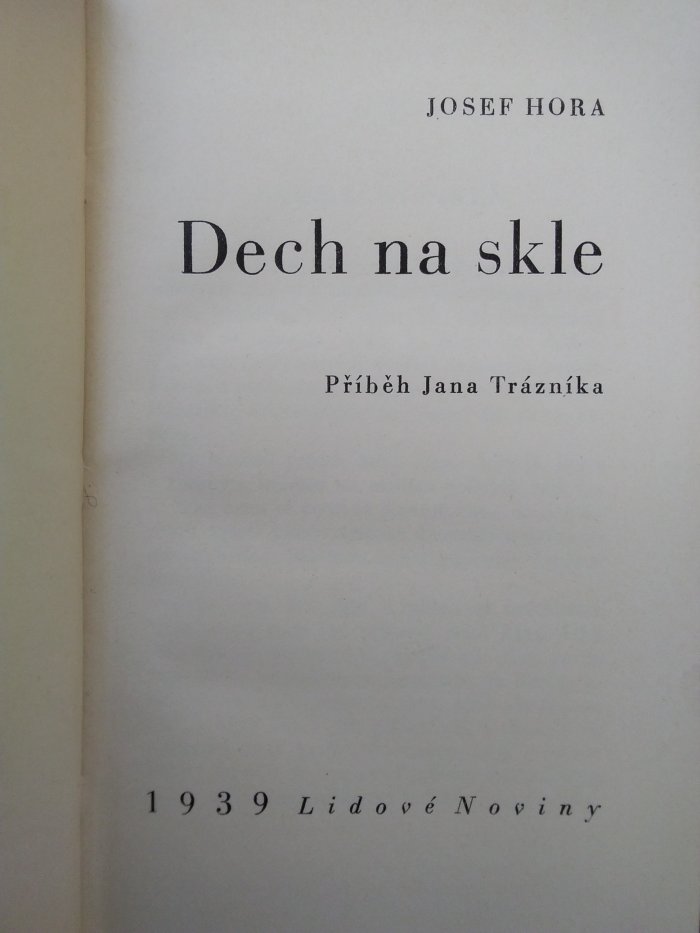 JOSEF HORA
Dech na skle
Příběh Jana Trázníka
1939 Lidové Noviny